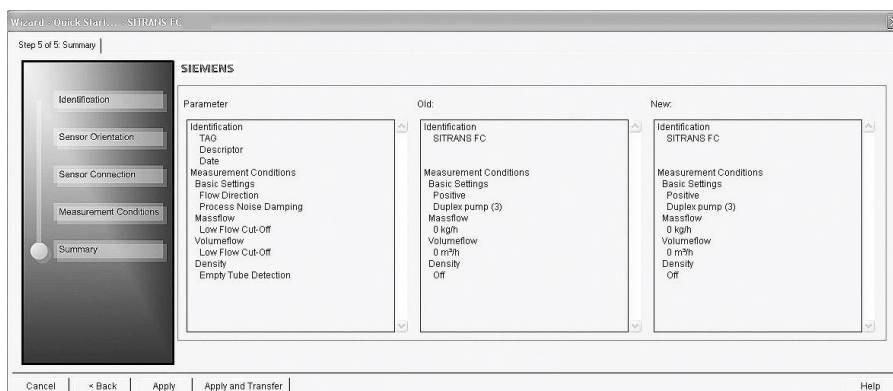 Wizard - Quick Start... - SITRANS FC
Step 5 of 5: Summary
SIEMENS
Identification
Sensor Orientation
Sensor Connection
Measurement Conditions
Summary
Parameter
Identification
TAG
Descriptor
Date
Measurement Conditions
Basic Settings
Flow Direction
Process Noise Damping
Massflow
Low Flow Cut-Off
Volumeflow
Low Flow Cut-Off
Density
Empty Tube Detection
Old:
Identification
SITRANS FC
Measurement Conditions
Basic Settings
Positive
Duplex pump (3)
Massflow
0 kg/h
Volumeflow
0 m³/h
Density
Off
New:
Identification
SITRANS FC
Measurement Conditions
Basic Settings
Positive
Duplex pump (3)
Massflow
0 kg/h
Volumeflow
0 m³/h
Density
Off
Cancel
< Back
Apply
Apply and Transfer
Help